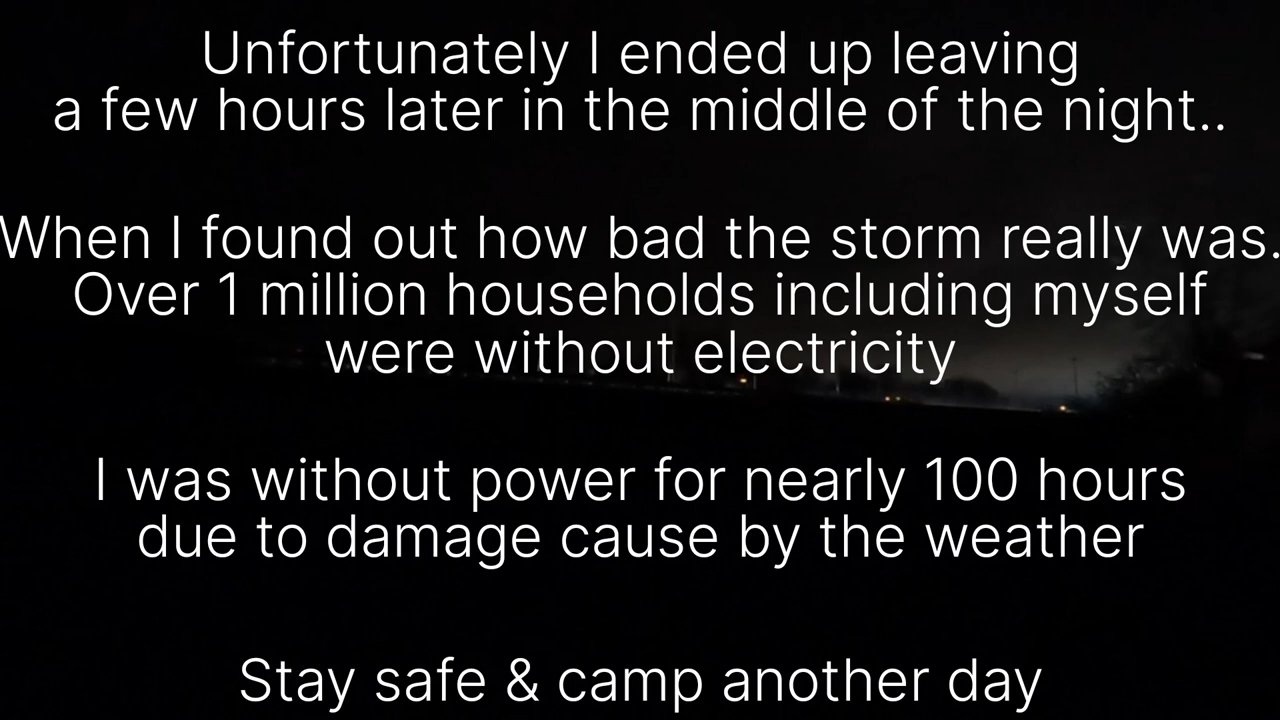 Unfortunately I ended up leaving
a few hours later in the middle of the night..
When I found out how bad the storm really was.
Over 1 million households including myself
were without electricity
I was without power for nearly 100 hours
due to damage cause by the weather
Stay safe & camp another day